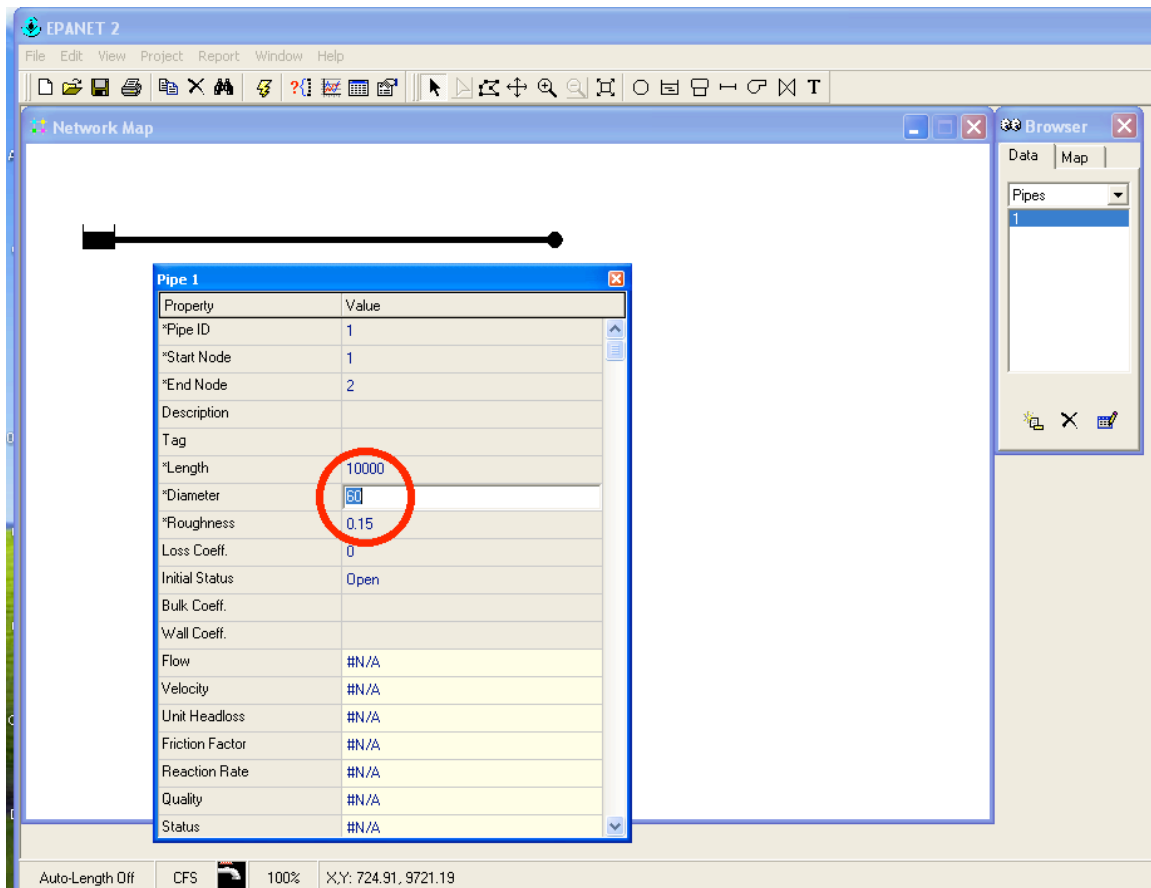 EPANET 2
File Edit View Project Report Window Help
T
Network Map
Browser
Data Map
Pipes
1
Pipe 1
Property Value
*Pipe ID 1
*Start Node 1
*End Node 2
Description
Tag
*Length 10000
*Diameter 60
*Roughness 0.15
Loss Coeff. 0
Initial Status Open
Bulk Coeff.
Wall Coeff.
Flow #N/A
Velocity #N/A
Unit Headloss #N/A
Friction Factor #N/A
Reaction Rate #N/A
Quality #N/A
Status #N/A
Auto-Length Off CFS 100% X,Y: 724.91, 9721.19